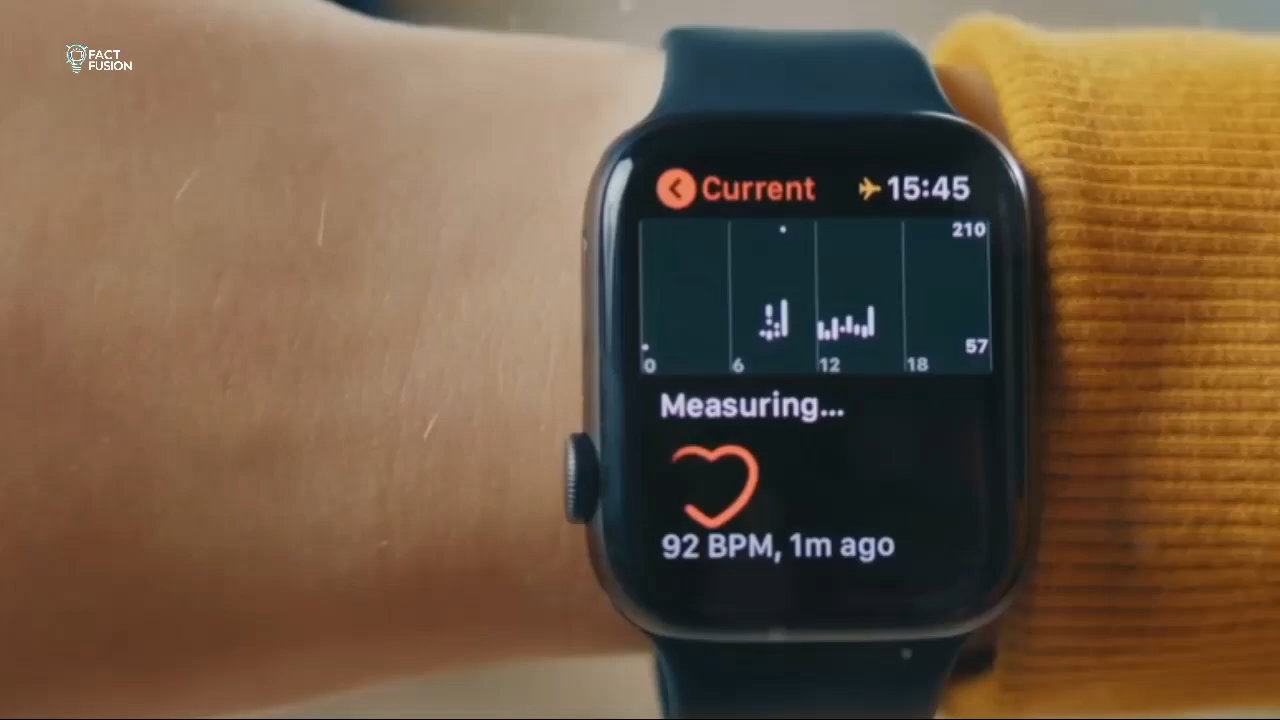 FACT
FUSION
Current 15:45
210
57
0 6 12 18
Measuring...
92 BPM, 1m ago